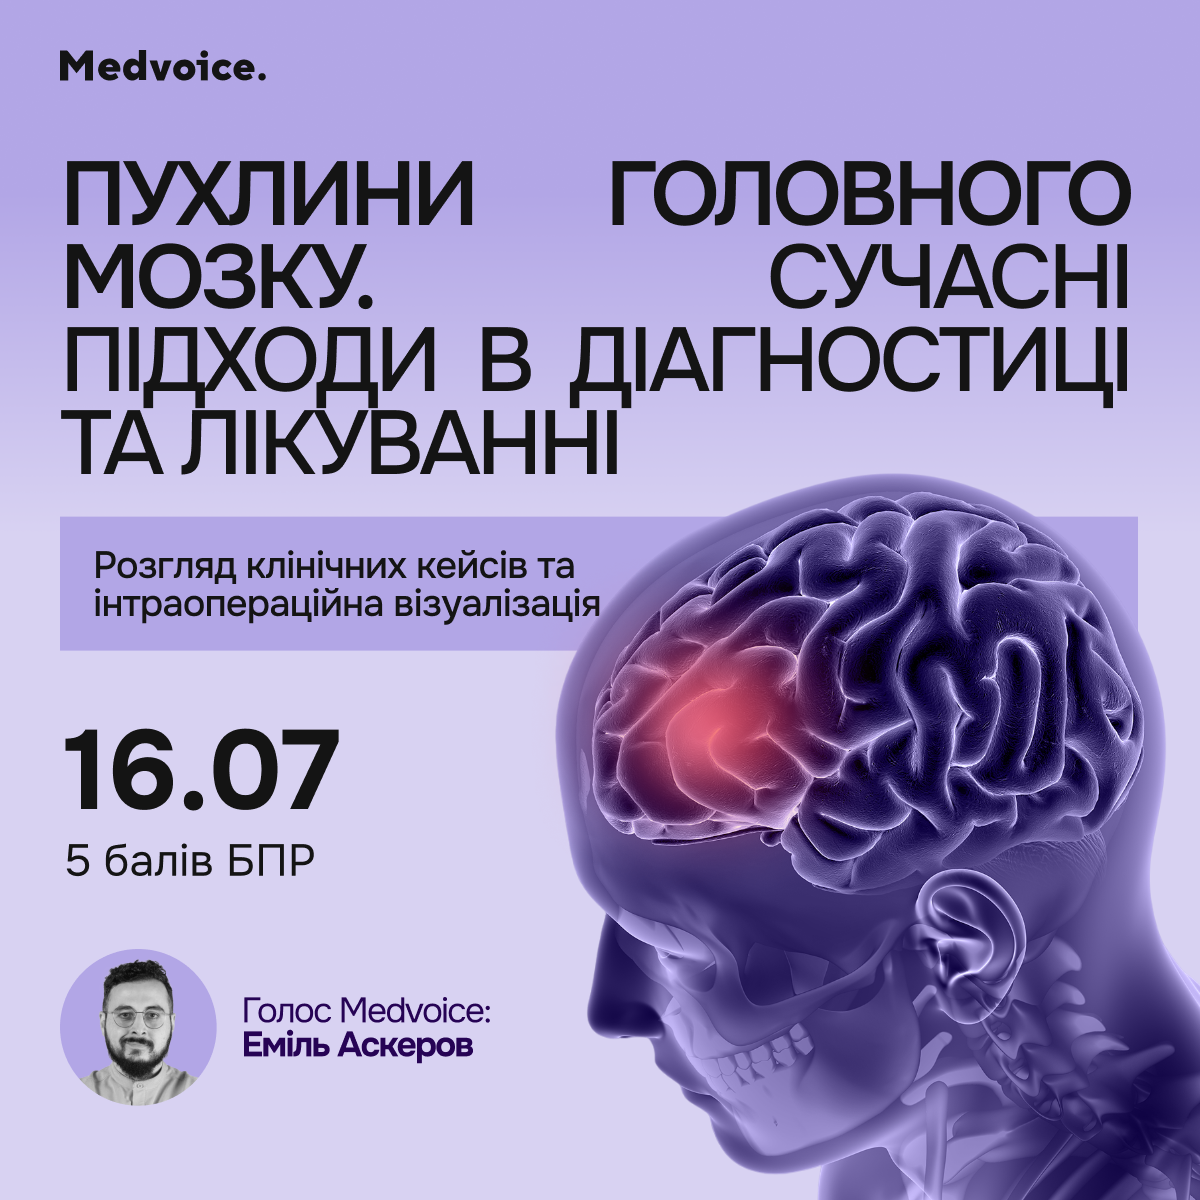 Medvoice.
ПУХЛИНИ ГОЛОВНОГО
МОЗКУ. СУЧАСНІ
ПІДХОДИ В ДІАГНОСТИЦІ
ТА ЛІКУВАННІ
Розгляд клінічних кейсів та
інтраопераційна візуалізація
16.07
5 балів БПР
Голос Medvoice:
Еміль Аскеров